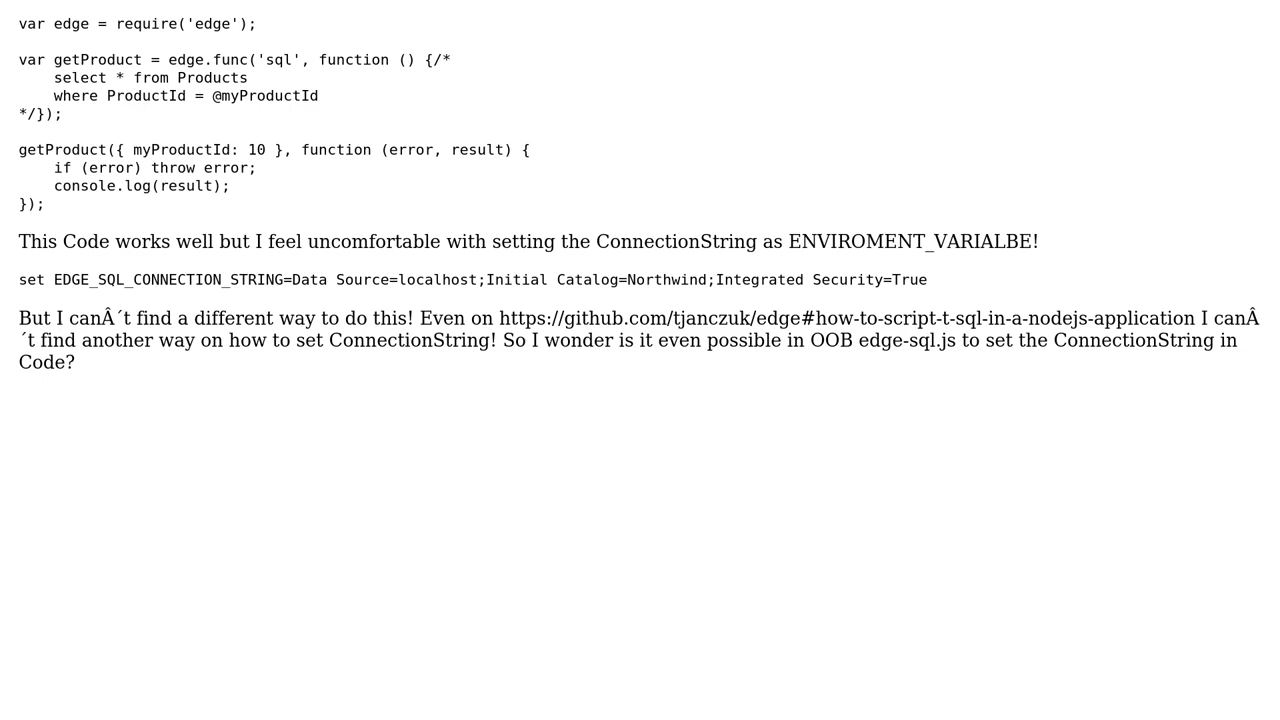 var edge = require('edge');

var getProduct = edge.func('sql', function () {/*
    select * from Products
    where ProductId = @myProductId
*/});

getProduct({ myProductId: 10 }, function (error, result) {
    if (error) throw error;
    console.log(result);
});

This Code works well but I feel uncomfortable with setting the ConnectionString as ENVIROMENT_VARIALBE!

set EDGE_SQL_CONNECTION_STRING=Data Source=localhost;Initial Catalog=Northwind;Integrated Security=True

But I canÂ´t find a different way to do this! Even on https://github.com/tjanczuk/edge#how-to-script-t-sql-in-a-nodejs-application I canÂ
´t find another way on how to set ConnectionString! So I wonder is it even possible in OOB edge-sql.js to set the ConnectionString in
Code?